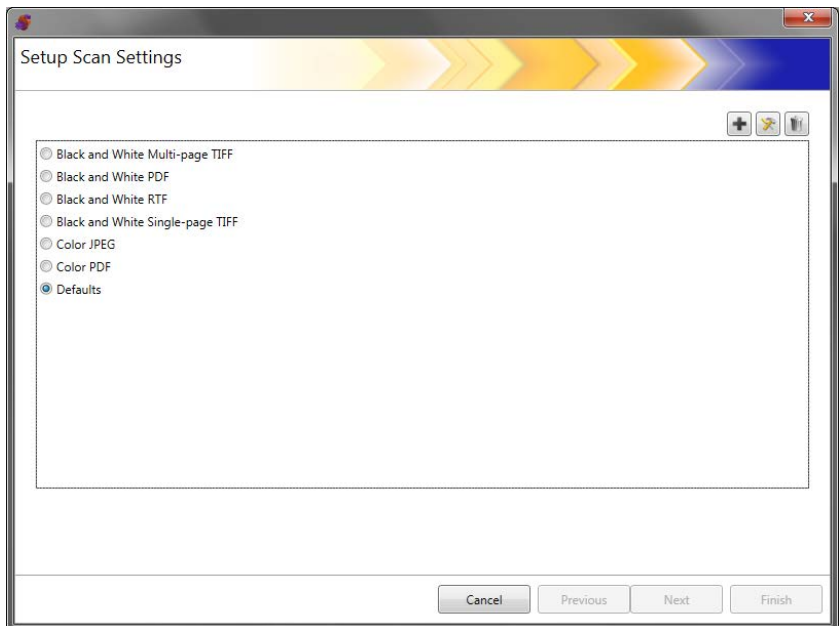 Setup Scan Settings
Black and White Multi-page TIFF
Black and White PDF
Black and White RTF
Black and White Single-page TIFF
Color JPEG
Color PDF
Defaults
Cancel Previous Next Finish